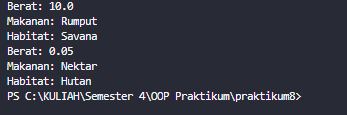 Berat: 10.0
Makanan: Rumput
Habitat: Savana
Berat: 0.05
Makanan: Nektar
Habitat: Hutan
PS C:\KULIAH\Semester 4\OOP Praktikum\praktikum8>